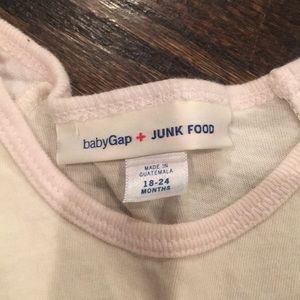 babyGap + JUNK FOOD
MADE IN
GUATEMALA
18-24
MONTHS